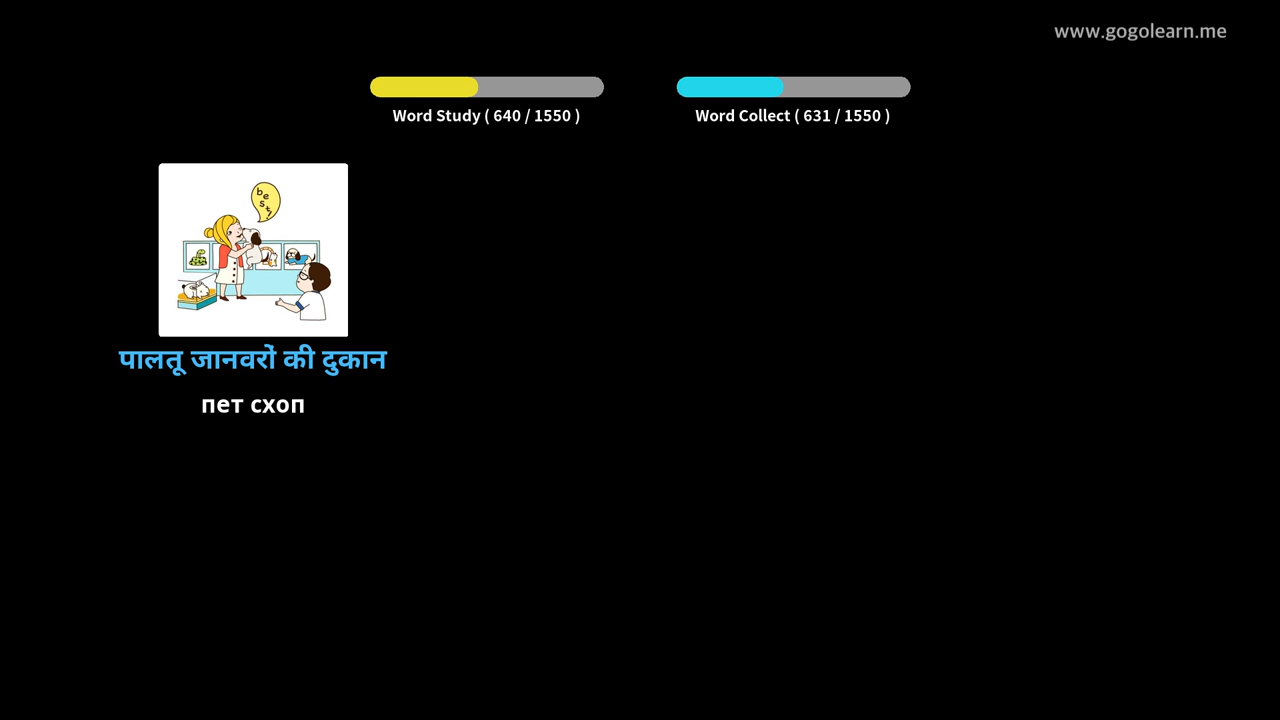 www.gogolearn.me
Word Study ( 640 / 1550 )
Word Collect ( 631 / 1550 )
best,
पालतू जानवरों की दुकान
пет схоп